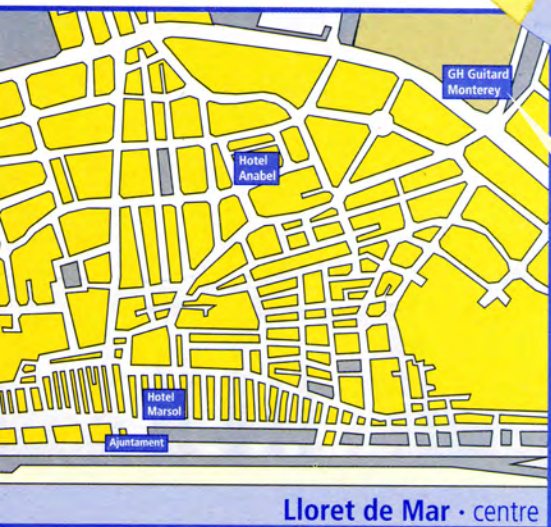 GH Guitard
Monterey
Hotel
Anabel
Hotel
Marsol
Ajuntament
Lloret de Mar · centre